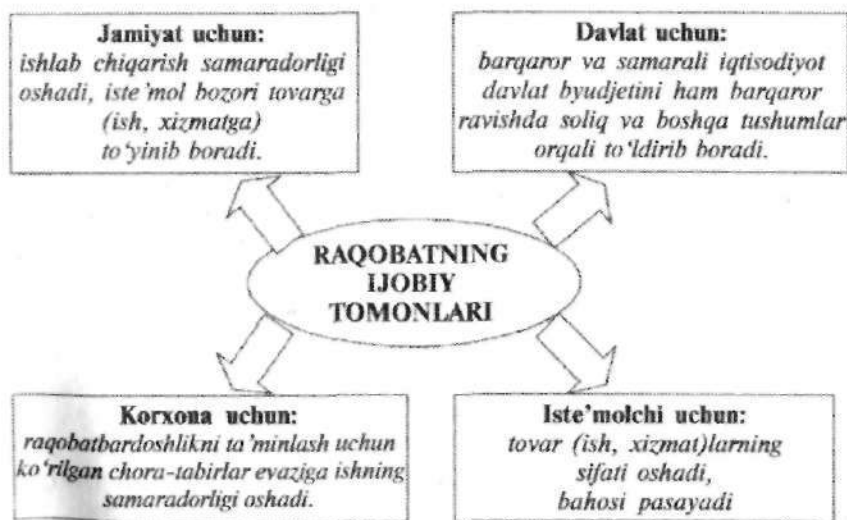 Jamiyat uchun:
ishlab chiqarish samaradorligi
oshadi, iste’mol bozori tovarga
(ish, xizmatga)
to‘yinib boradi.
Davlat uchun:
barqaror va samarali iqtisodiyot
davlat byudjetini ham barqaror
ravishda soliq va boshqa tushumlar
orqali to‘ldirib boradi.
RAQOBATNING
IJOBIY
TOMONLARI
Korxona uchun:
raqobatbardoshlikni ta’minlash uchun
ko‘rilgan chora-tabirlar evaziga ishning
samaradorligi oshadi.
Iste’molchi uchun:
tovar (ish, xizmat)larning
sifati oshadi,
bahosi pasayadi